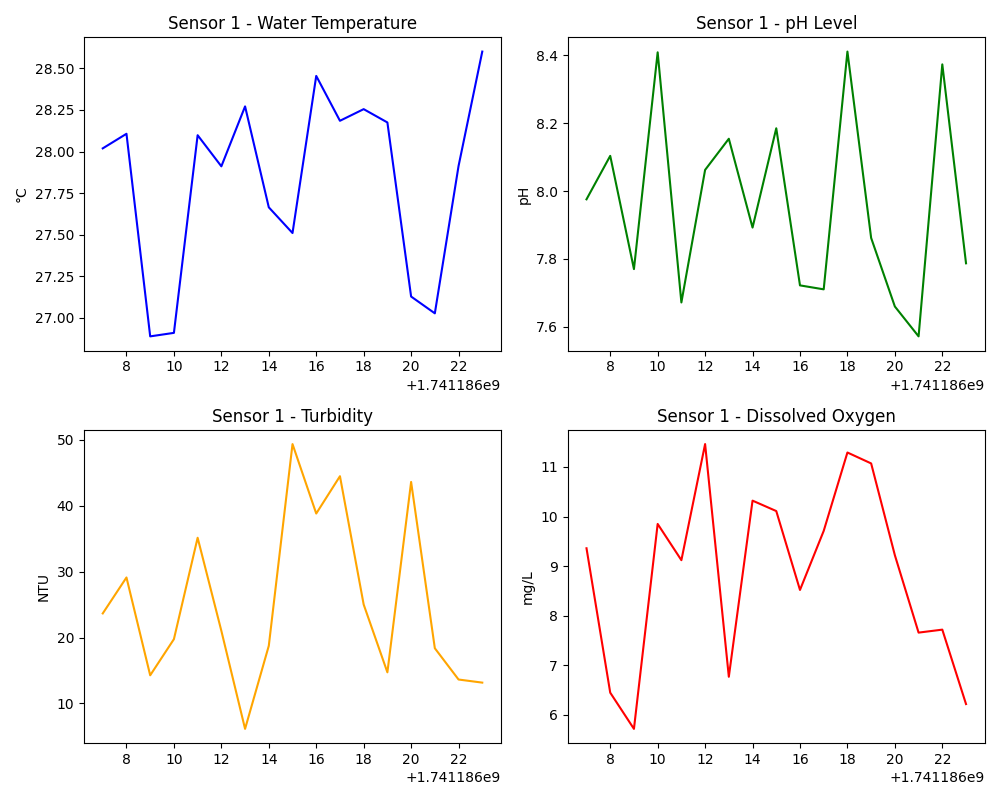 Sensor 1 - Water Temperature
°C
28.50
28.25
28.00
27.75
27.50
27.25
27.00
8 10 12 14 16 18 20 22
+1.741186e9
Sensor 1 - pH Level
pH
8.4
8.2
8.0
7.8
7.6
8 10 12 14 16 18 20 22
+1.741186e9
Sensor 1 - Turbidity
NTU
50
40
30
20
10
8 10 12 14 16 18 20 22
+1.741186e9
Sensor 1 - Dissolved Oxygen
mg/L
11
10
9
8
7
6
8 10 12 14 16 18 20 22
+1.741186e9